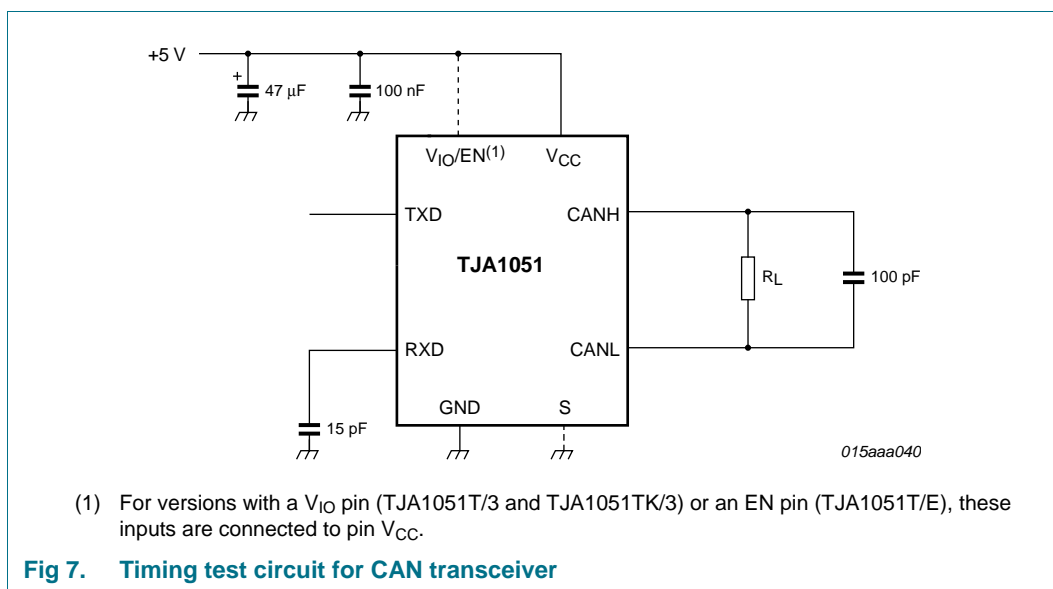 +5 V
+
47 μF
100 nF
VIO/EN(1)
VCC
TXD
CANH
TJA1051
RL
100 pF
RXD
CANL
GND
S
15 pF
015aaa040
(1) For versions with a VIO pin (TJA1051T/3 and TJA1051TK/3) or an EN pin (TJA1051T/E), these
inputs are connected to pin VCC.
Fig 7. Timing test circuit for CAN transceiver